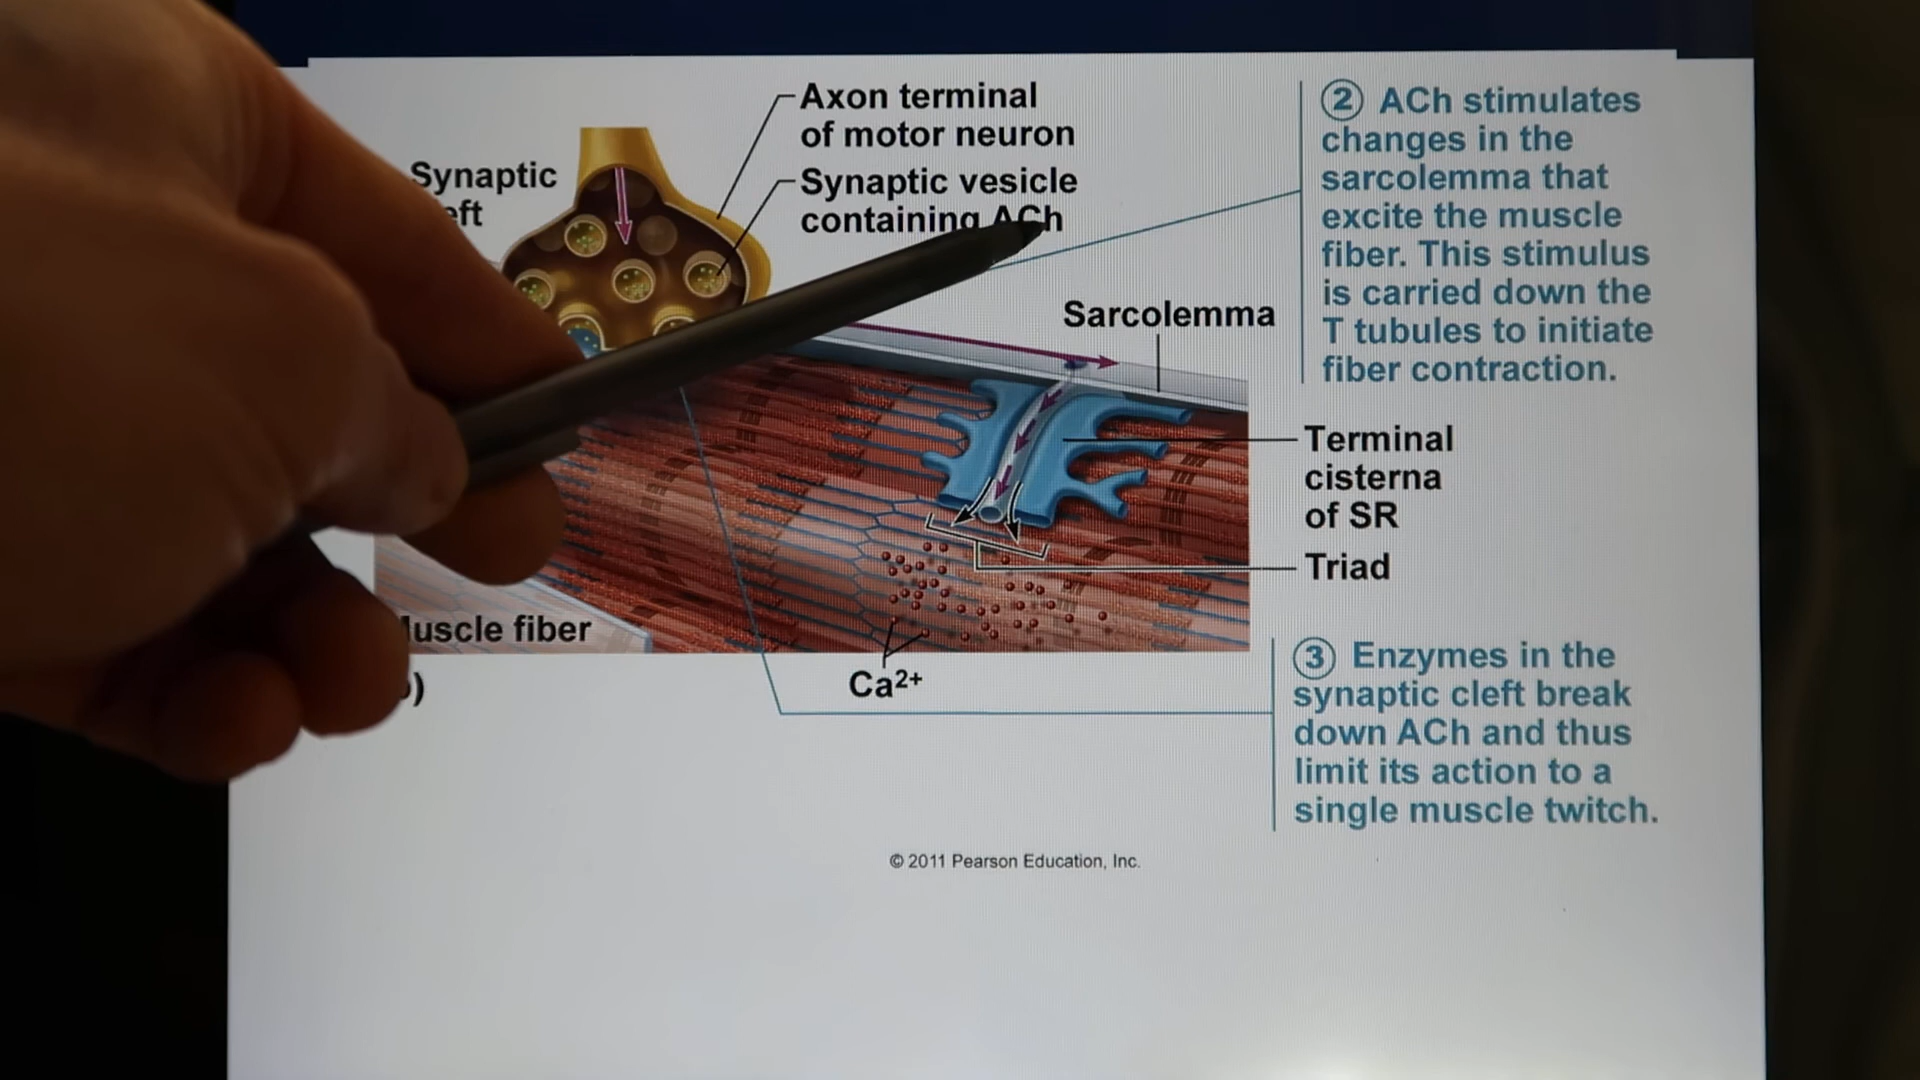 Axon terminal
of motor neuron
Synaptic vesicle
containing ACh
Synaptic
Sarcolemma
② ACh stimulates
changes in the
sarcolemma that
excite the muscle
fiber. This stimulus
is carried down the
T tubules to initiate
fiber contraction.
Terminal
cisterna
of SR
Triad
fiber
Ca²⁺
③ Enzymes in the
synaptic cleft break
down ACh and thus
limit its action to a
single muscle twitch.
© 2011 Pearson Education, Inc.